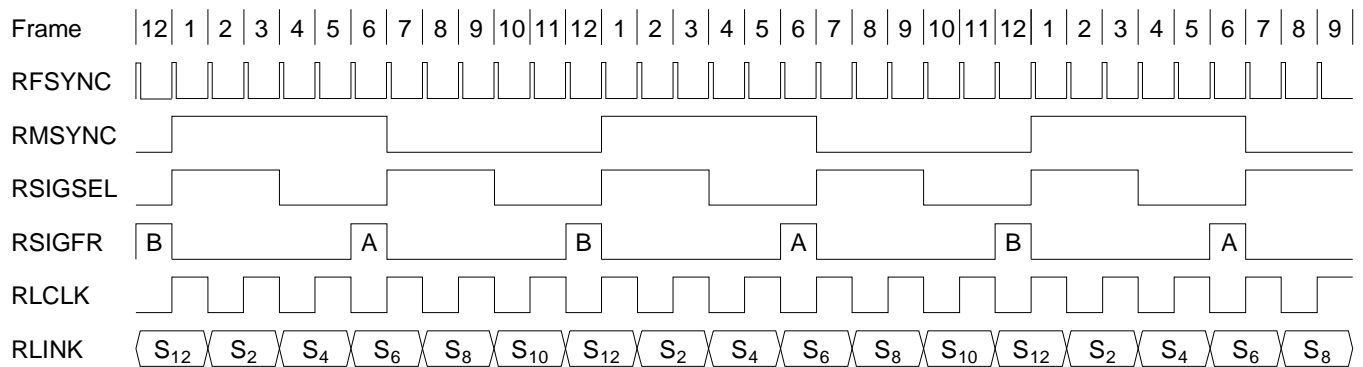 Frame 12 1 2 3 4 5 6 7 8 9 10 11 12 1 2 3 4 5 6 7 8 9 10 11 12 1 2 3 4 5 6 7 8 9
RFSYNC
RMSYNC
RSIGSEL
RSIGFR B A B A B A
RLCLK
RLINK S₁₂ S₂ S₄ S₆ S₈ S₁₀ S₁₂ S₂ S₄ S₆ S₈ S₁₀ S₁₂ S₂ S₄ S₆ S₈